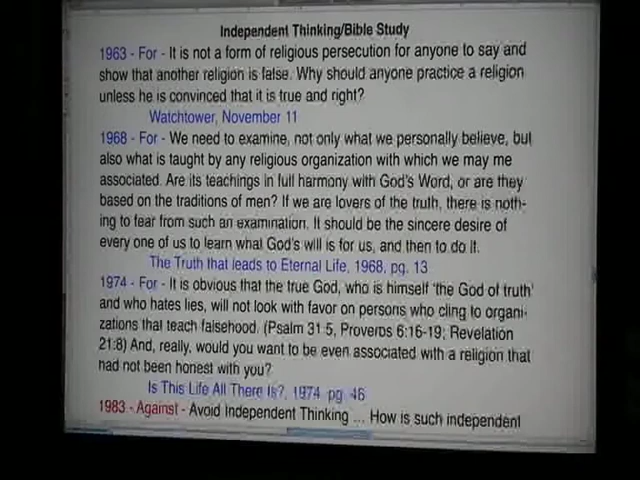 Independent Thinking/Bible Study
1963 - For - It is not a form of religious persecution for anyone to say and
show that another religion is false. Why should anyone practice a religion
unless he is convinced that it is true and right?
Watchtower, November 11
1968 - For - We need to examine, not only what we personally believe, but
also what is taught by any religious organization with which we may me
associated. Are its teachings in full harmony with God's Word, or are they
based on the traditions of men? If we are lovers of the truth, there is noth-
ing to fear from such an examination. It should be the sincere desire of
every one of us to learn what God's will is for us, and then to do it.
The Truth that leads to Eternal Life, 1968, pg. 13
1974 - For - It is obvious that the true God, who is himself 'the God of truth'
and who hates lies, will not look with favor on persons who cling to organi-
zations that teach falsehood. (Psalm 31:5, Proverbs 6:16-19; Revelation
21:8) And, really, would you want to be even associated with a religion that
had not been honest with you?
Is This Life All There Is?, 1974 pg. 46
1983 - Against - Avoid Independent Thinking ... How is such independent